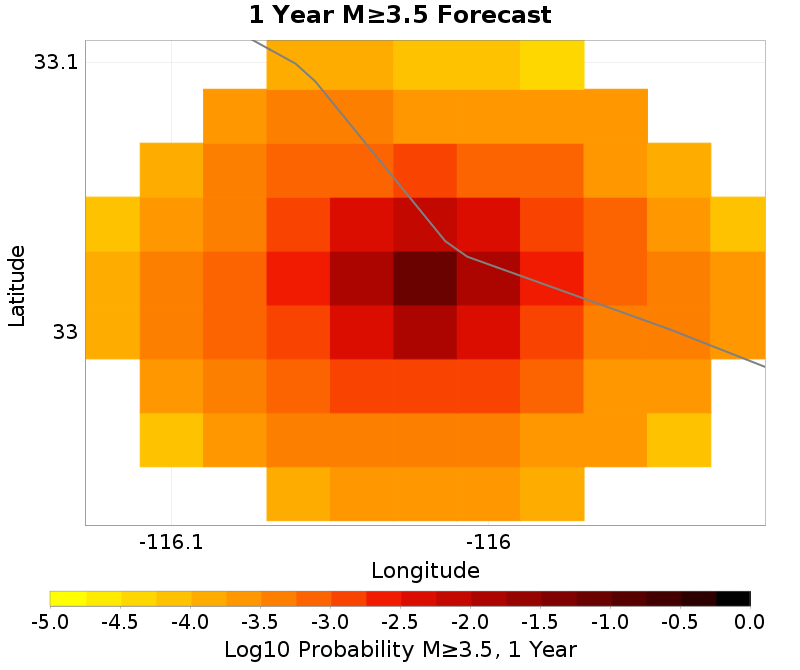 1 Year M≥3.5 Forecast
33.1
33
Latitude
-116.1 -116
Longitude
-5.0 -4.5 -4.0 -3.5 -3.0 -2.5 -2.0 -1.5 -1.0 -0.5 0.0
Log10 Probability M≥3.5, 1 Year